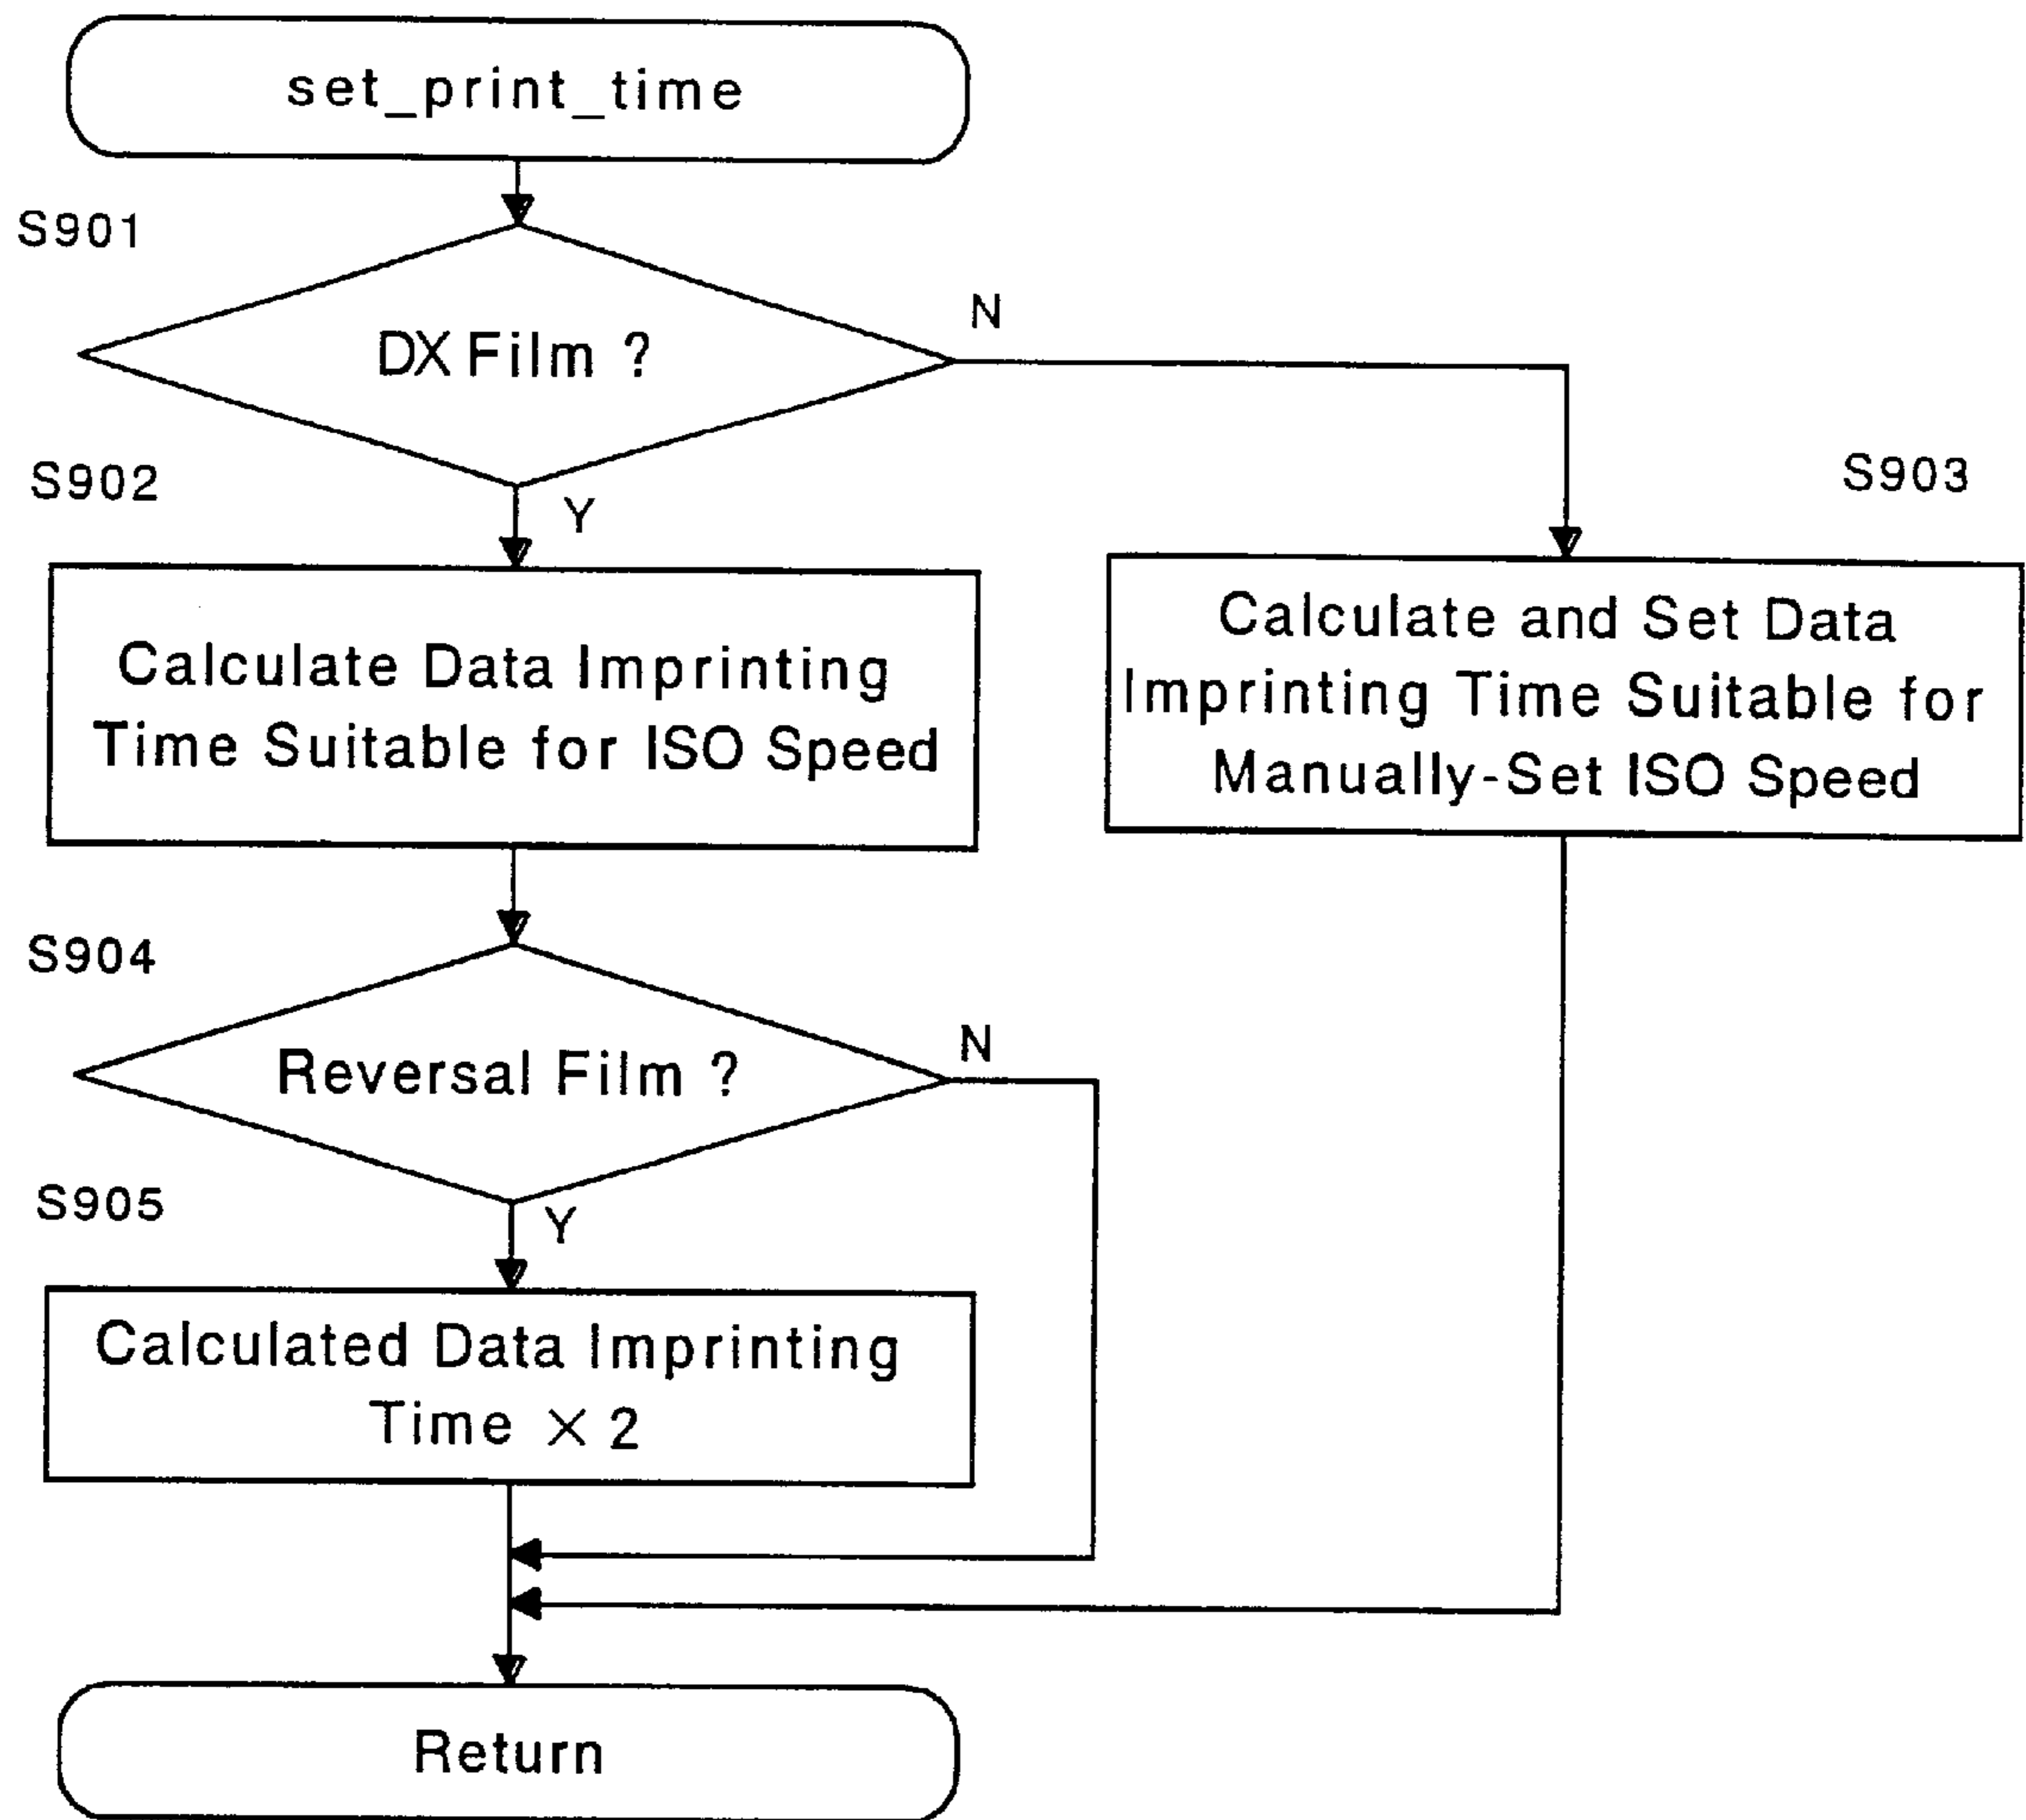 set_print_time
S901
DX Film ?
N
S902
Y
S903
Calculate Data Imprinting
Time Suitable for ISO Speed
Calculate and Set Data
Imprinting Time Suitable for
Manually-Set ISO Speed
S904
Reversal Film ?
N
S905
Y
Calculated Data Imprinting
Time × 2
Return